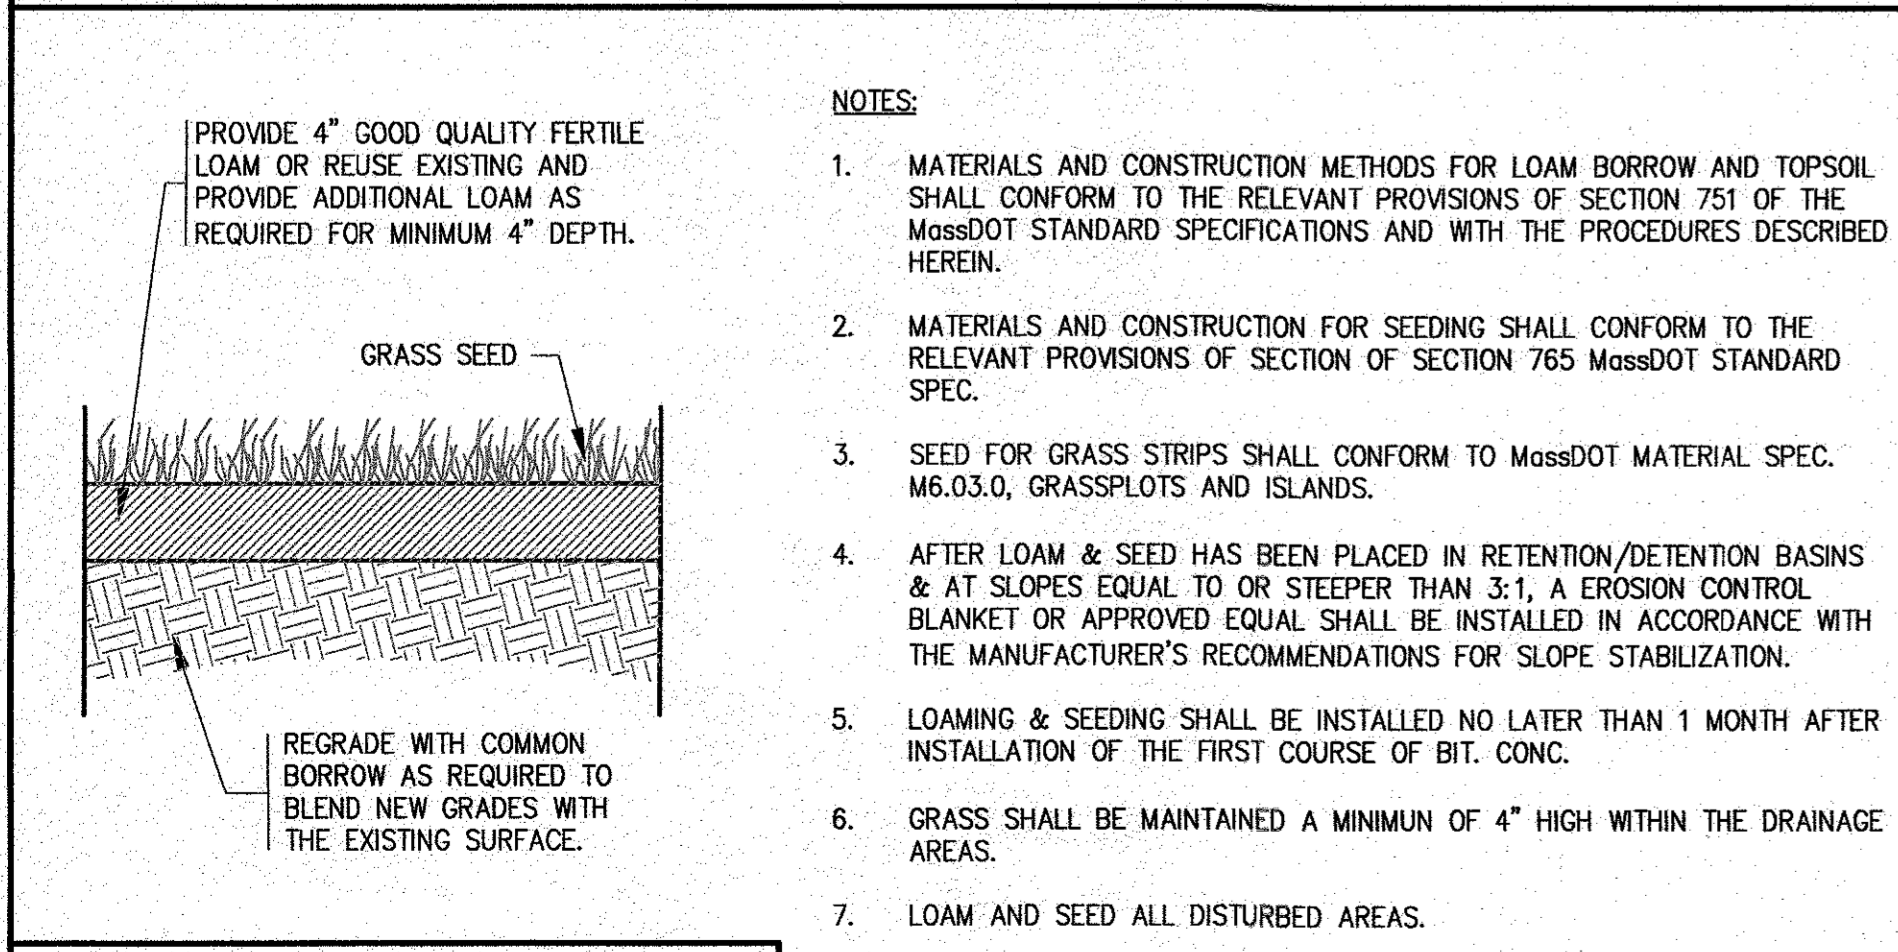 PROVIDE 4" GOOD QUALITY FERTILE
LOAM OR REUSE EXISTING AND
PROVIDE ADDITIONAL LOAM AS
REQUIRED FOR MINIMUM 4" DEPTH.
GRASS SEED
REGRADE WITH COMMON
BORROW AS REQUIRED TO
BLEND NEW GRADES WITH
THE EXISTING SURFACE.
NOTES:
1. MATERIALS AND CONSTRUCTION METHODS FOR LOAM BORROW AND TOPSOIL
SHALL CONFORM TO THE RELEVANT PROVISIONS OF SECTION 751 OF THE
MassDOT STANDARD SPECIFICATIONS AND WITH THE PROCEDURES DESCRIBED
HEREIN.
2. MATERIALS AND CONSTRUCTION FOR SEEDING SHALL CONFORM TO THE
RELEVANT PROVISIONS OF SECTION OF SECTION 765 MassDOT STANDARD
SPEC.
3. SEED FOR GRASS STRIPS SHALL CONFORM TO MassDOT MATERIAL SPEC.
M6.03.0, GRASSPLOTS AND ISLANDS.
4. AFTER LOAM & SEED HAS BEEN PLACED IN RETENTION/DETENTION BASINS
& AT SLOPES EQUAL TO OR STEEPER THAN 3:1, A EROSION CONTROL
BLANKET OR APPROVED EQUAL SHALL BE INSTALLED IN ACCORDANCE WITH
THE MANUFACTURER'S RECOMMENDATIONS FOR SLOPE STABILIZATION.
5. LOAMING & SEEDING SHALL BE INSTALLED NO LATER THAN 1 MONTH AFTER
INSTALLATION OF THE FIRST COURSE OF BIT. CONC.
6. GRASS SHALL BE MAINTAINED A MINIMUN OF 4" HIGH WITHIN THE DRAINAGE
AREAS.
7. LOAM AND SEED ALL DISTURBED AREAS.